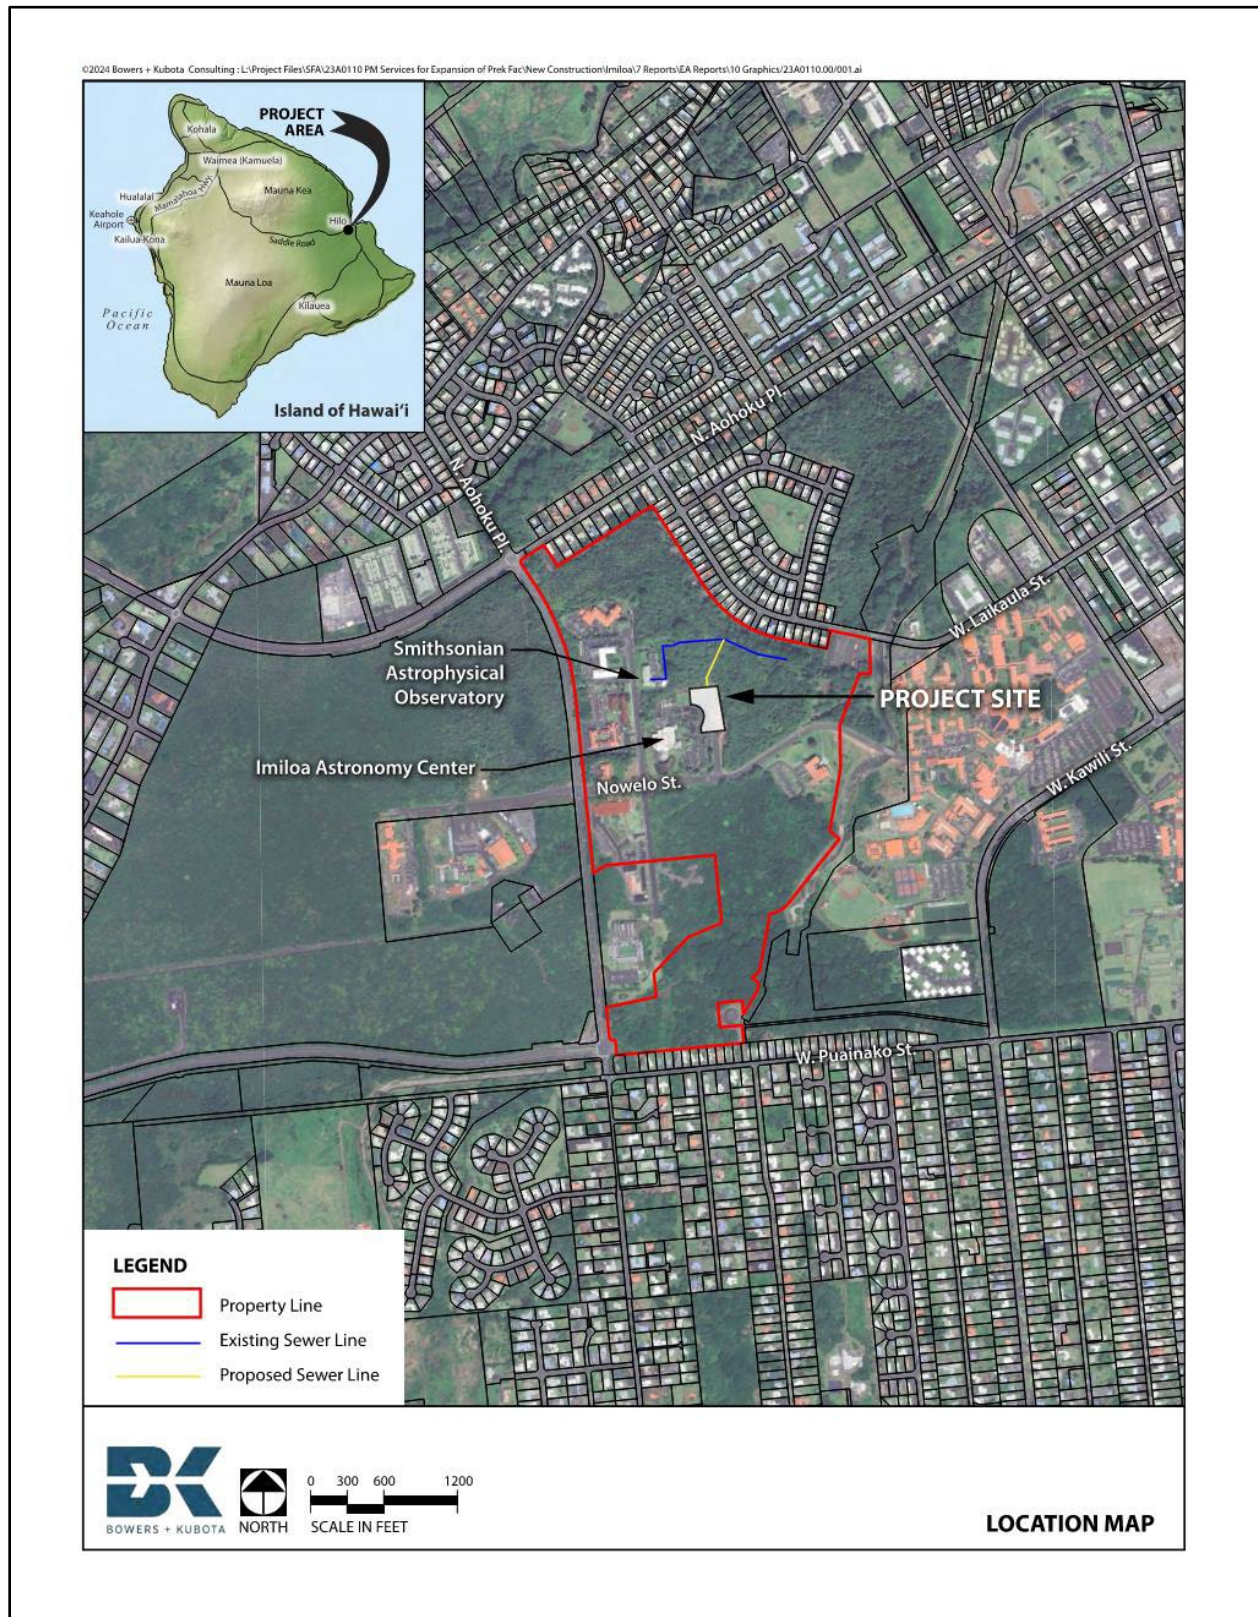 ©2024 Bowers + Kubota Consulting : L:\Project Files\SFA\23A0110 PM Services for Expansion of Prek Fac\New Construction\Imiloa\7 Reports\EA Reports\10 Graphics/23A0110.00/001.ai
PROJECT
AREA
Kohala
Waimea (Kamuela)
Hualalai
Mamalahoa Hwy.
Mauna Kea
Keahole
Airport
Hilo
Kailua-Kona
Saddle Road
Mauna Loa
Kilauea
Pacific
Ocean
Island of Hawai‘i
N. Aohoku Pl.
N. Aohoku Pl.
W. Laikaula St.
Smithsonian
Astrophysical
Observatory
PROJECT SITE
Imiloa Astronomy Center
Nowelo St.
W. Kawili St.
W. Puainako St.
LEGEND
Property Line
Existing Sewer Line
Proposed Sewer Line
BK
BOWERS + KUBOTA
NORTH
0 300 600 1200
SCALE IN FEET
LOCATION MAP